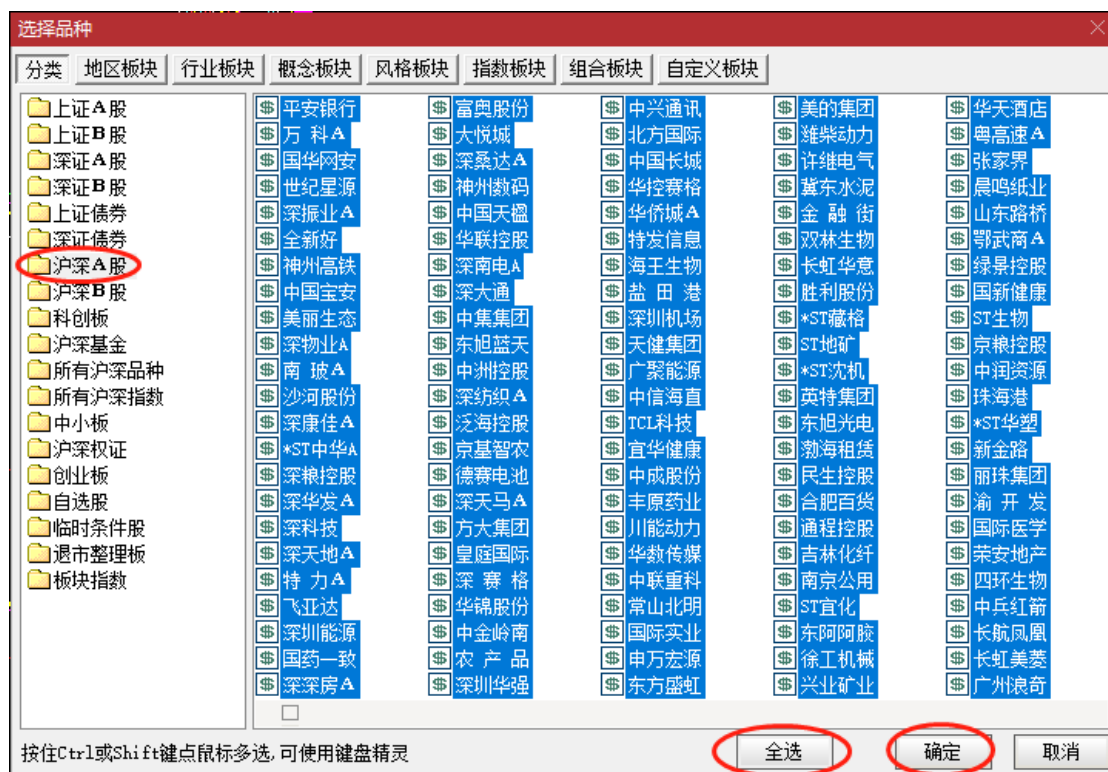 选择品种
分类 地区板块 行业板块 概念板块 风格板块 指数板块 组合板块 自定义板块
上证A股
上证B股
深证A股
深证B股
上证债券
深证债券
沪深A股
沪深B股
科创板
沪深基金
所有沪深品种
所有沪深指数
中小板
沪深权证
创业板
自选股
临时条件股
退市整理板
板块指数
平安银行 富奥股份 中兴通讯 美的集团 华天酒店
万 科A 大悦城 北方国际 潍柴动力 粤高速A
国华网安 深桑达A 中国长城 许继电气 张家界
世纪星源 神州数码 华控赛格 冀东水泥 晨鸣纸业
深振业A 中国天楹 华侨城A 金 融 街 山东路桥
全新好 华联控股 特发信息 双林生物 鄂武商A
神州高铁 深南电A 海王生物 长虹华意 绿景控股
中国宝安 深大通 盐 田 港 胜利股份 国新健康
美丽生态 中集集团 深圳机场 *ST藏格 ST生物
深物业A 东旭蓝天 天健集团 ST地矿 京粮控股
南 玻A 中洲控股 广聚能源 *ST沈机 中润资源
沙河股份 深纺织A 中信海直 英特集团 珠海港
深康佳A 泛海控股 TCL科技 东旭光电 *ST华塑
*ST中华A 京基智农 宜华健康 渤海租赁 新金路
深粮控股 德赛电池 中成股份 民生控股 丽珠集团
深华发A 深天马A 丰原药业 合肥百货 渝 开 发
深科技 方大集团 川能动力 通程控股 国际医学
深天地A 皇庭国际 华数传媒 吉林化纤 荣安地产
特 力A 深 赛 格 中联重科 南京公用 四环生物
飞亚达 华锦股份 常山北明 ST宜化 中兵红箭
深圳能源 中金岭南 国际实业 东阿阿胶 长航凤凰
国药一致 农 产 品 申万宏源 徐工机械 长虹美菱
深深房A 深圳华强 东方盛虹 兴业矿业 广州浪奇
按住Ctrl或Shift键点鼠标多选,可使用键盘精灵 全选 确定 取消